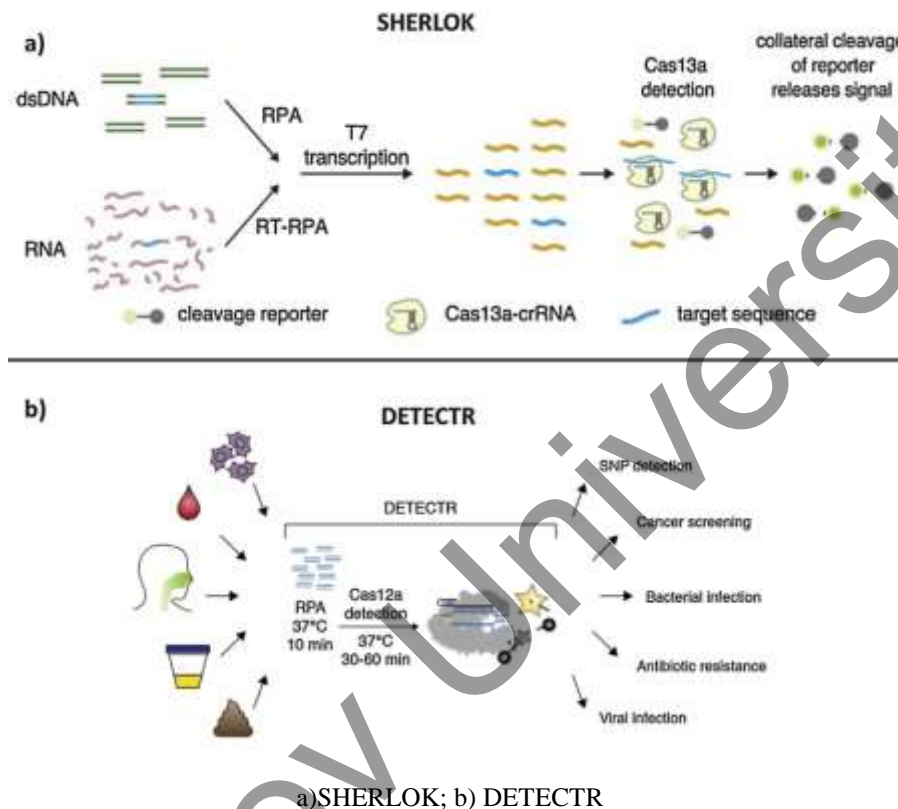 SHERLOK
a)
dsDNA
RPA
RNA
RT-RPA
T7
transcription
Cas13a
detection
collateral cleavage
of reporter
releases signal
cleavage reporter
Cas13a-crRNA
target sequence
b)
DETECTR
DETECTR
RPA
37°C
10 min
Cas12a
detection
37°C
30-60 min
SNP detection
Cancer screening
Bacterial infection
Antibiotic resistance
Viral infection
a)SHERLOK; b) DETECTR